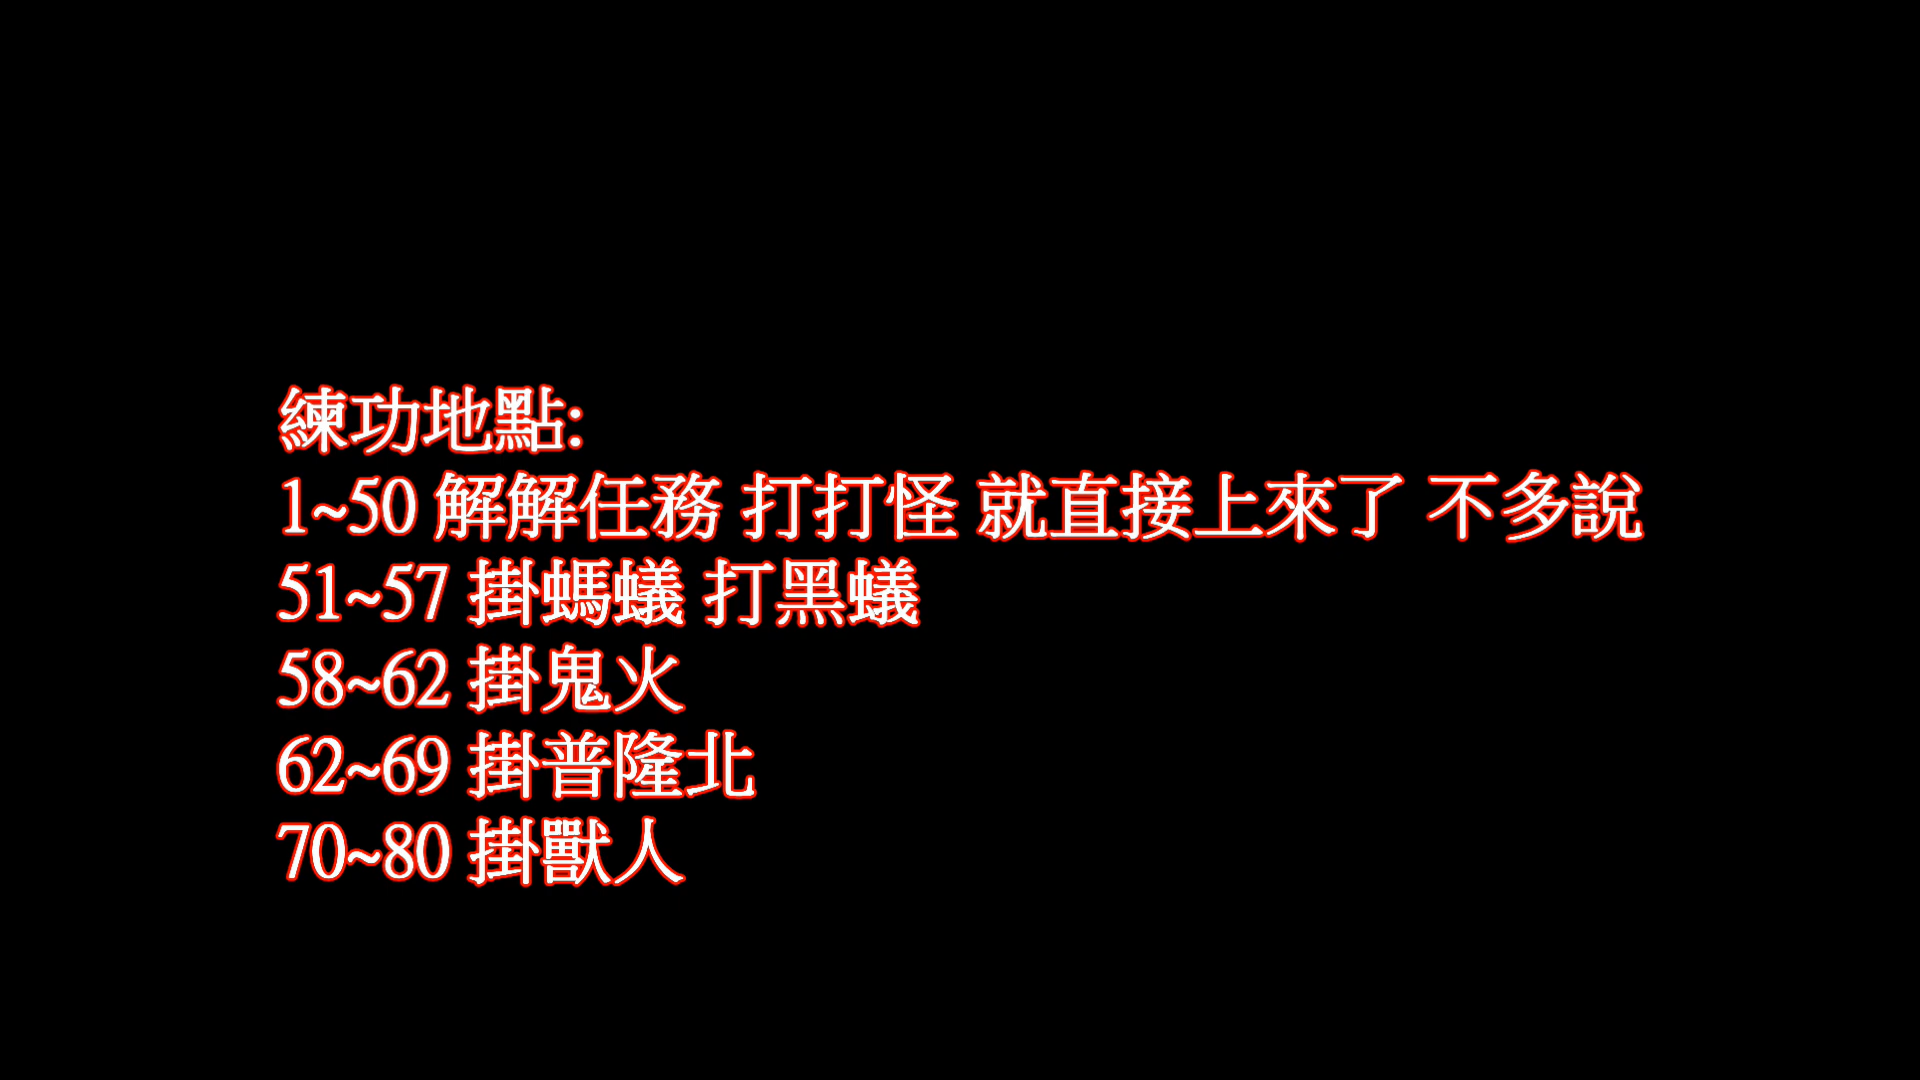 練功地點:
1~50 解解任務 打打怪 就直接上來了 不多說
51~57 掛螞蟻 打黑蟻
58~62 掛鬼火
62~69 掛普隆北
70~80 掛獸人